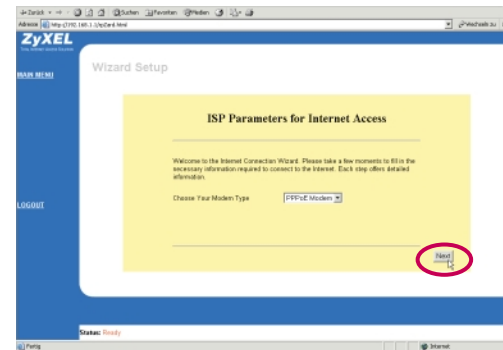 Zurück Suchen Favoriten Medien
Adresse http://192.168.1.1/wizard.html Wechseln zu
ZyXEL
Wizard Setup
MAIN MENU
ISP Parameters for Internet Access
Welcome to the Internet Connection Wizard. Please take a few moments to fill in the
necessary information required to connect to the Internet. Each step offers detailed
information.
Choose Your Modem Type PPPoE Modem
LOGOUT
Next
Status: Ready
Fertig Internet